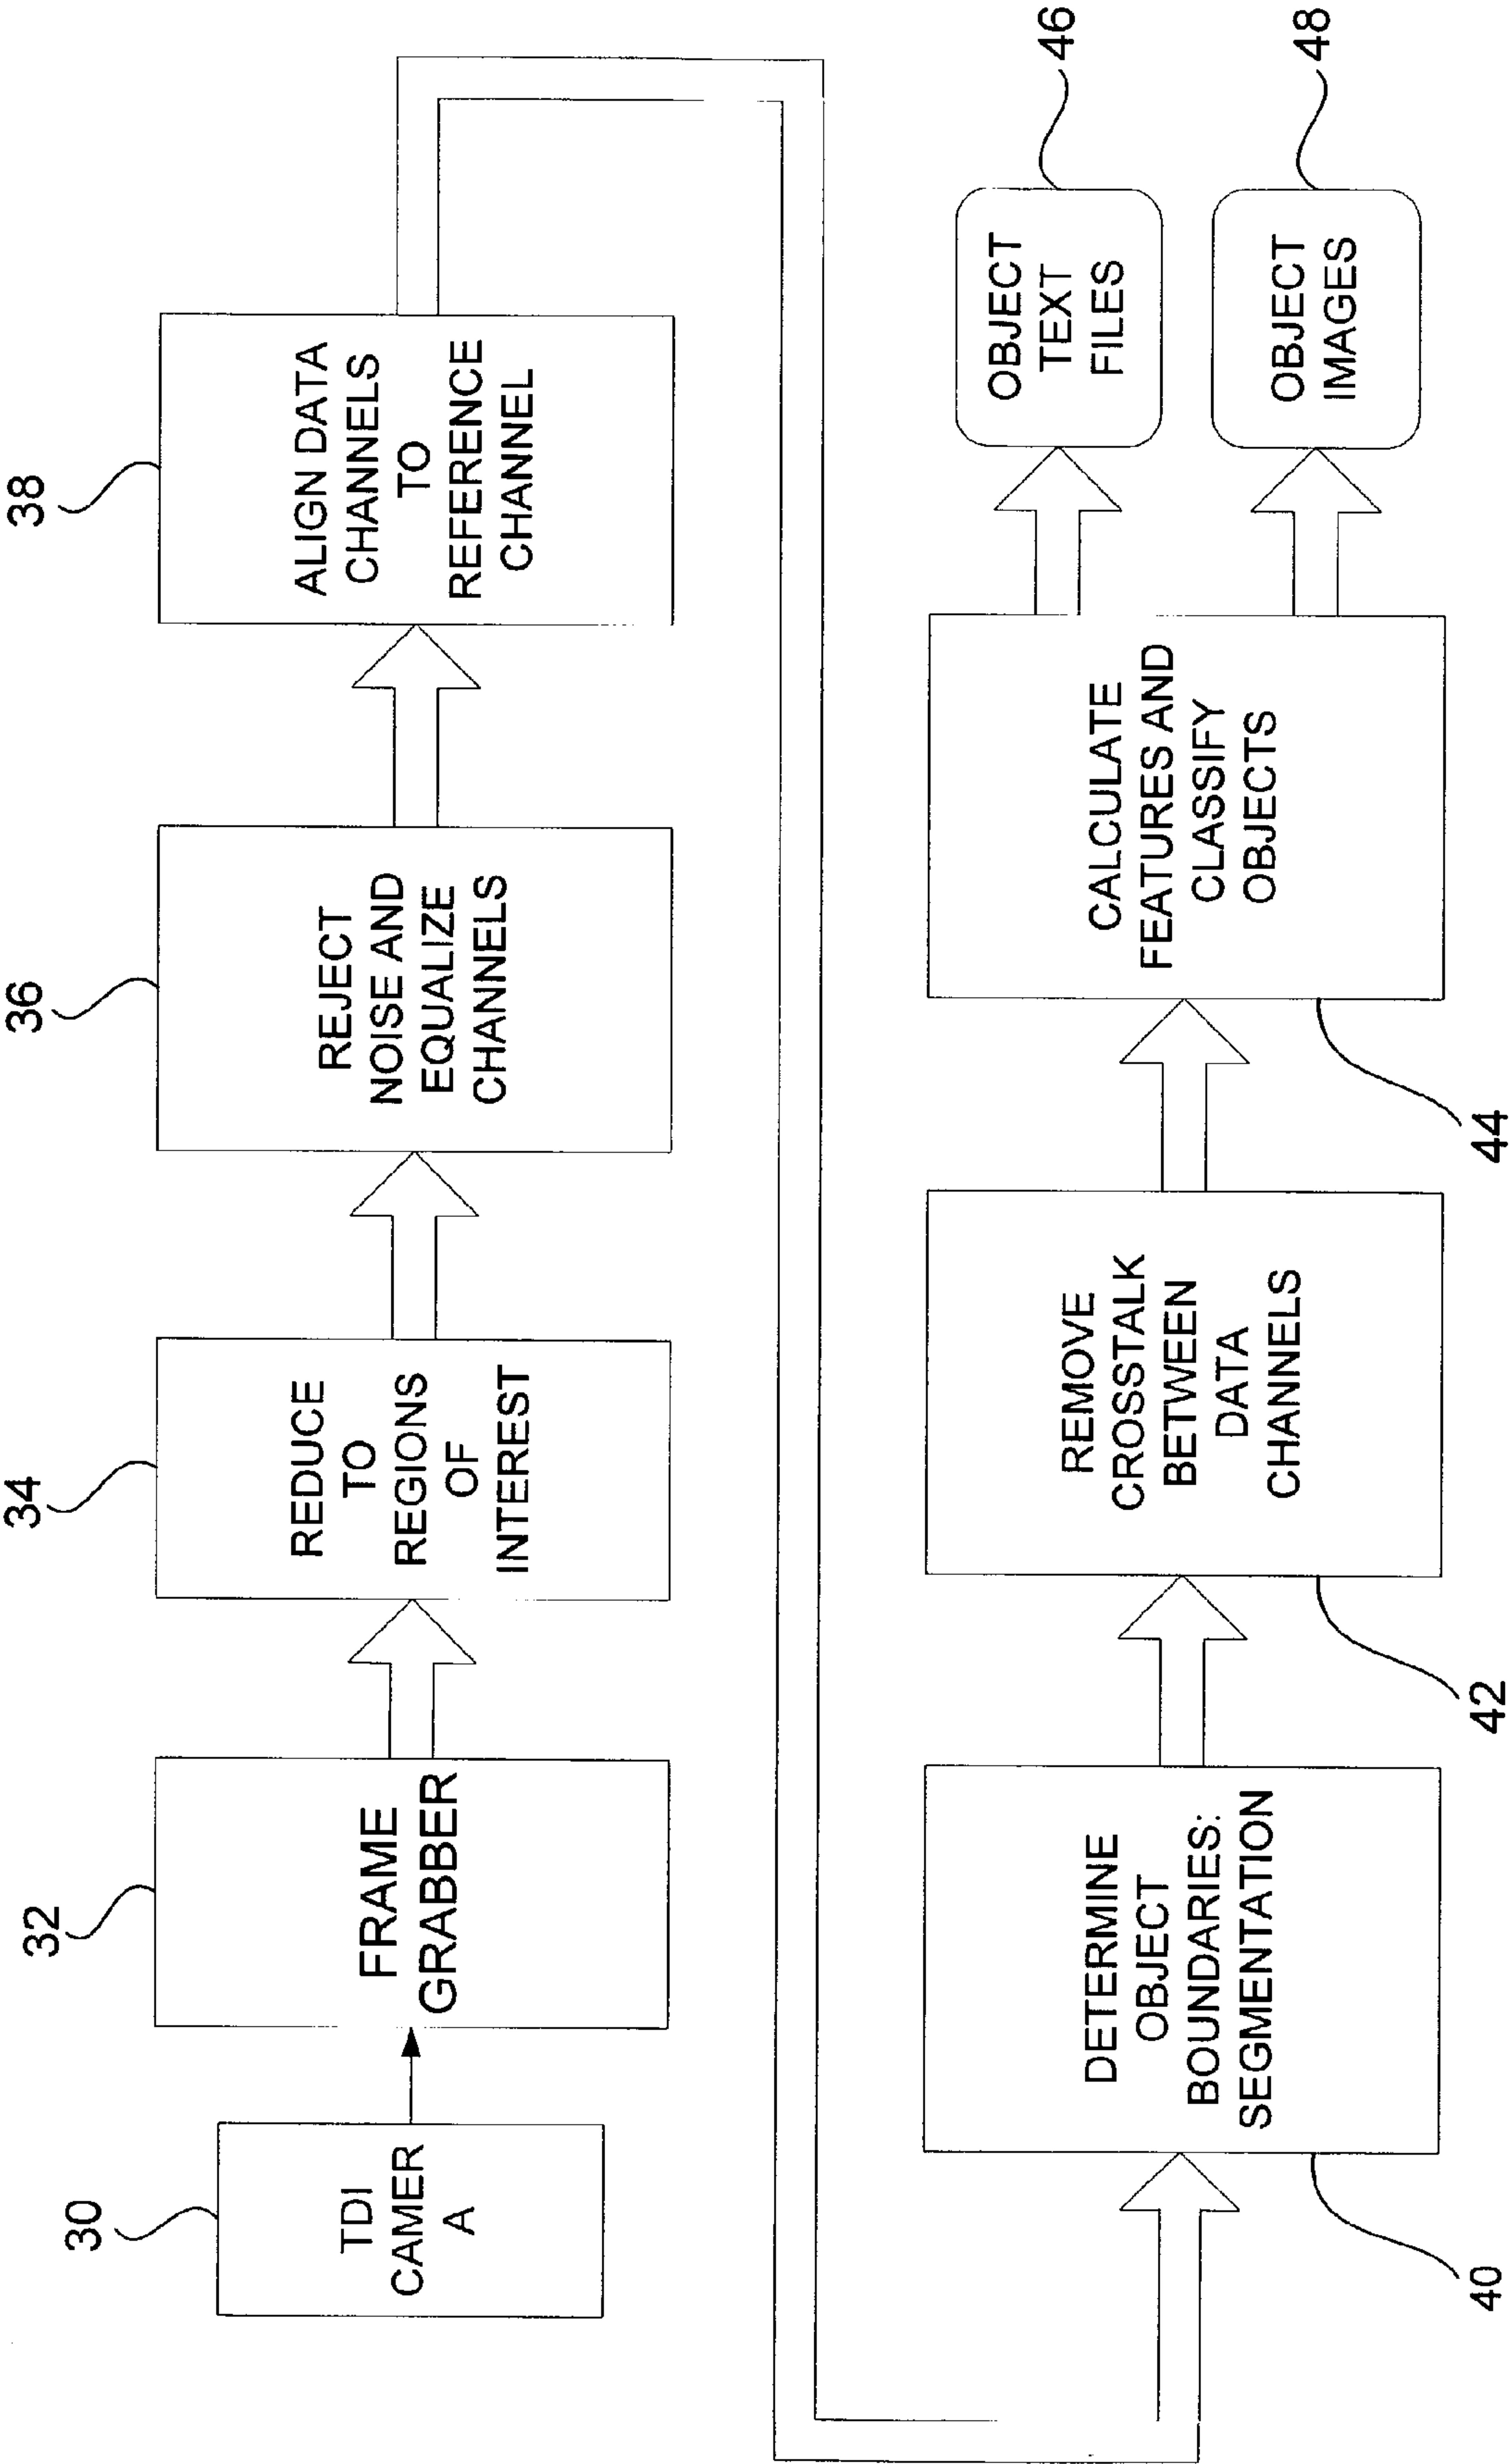 30
TDI
CAMER
A
32
FRAME
GRABBER
34
REDUCE
TO
REGIONS
OF
INTEREST
36
REJECT
NOISE AND
EQUALIZE
CHANNELS
38
ALIGN DATA
CHANNELS
TO
REFERENCE
CHANNEL
DETERMINE
OBJECT
BOUNDARIES:
SEGMENTATION
40
REMOVE
CROSSTALK
BETWEEN
DATA
CHANNELS
42
CALCULATE
FEATURES AND
CLASSIFY
OBJECTS
44
OBJECT
TEXT
FILES
46
OBJECT
IMAGES
48